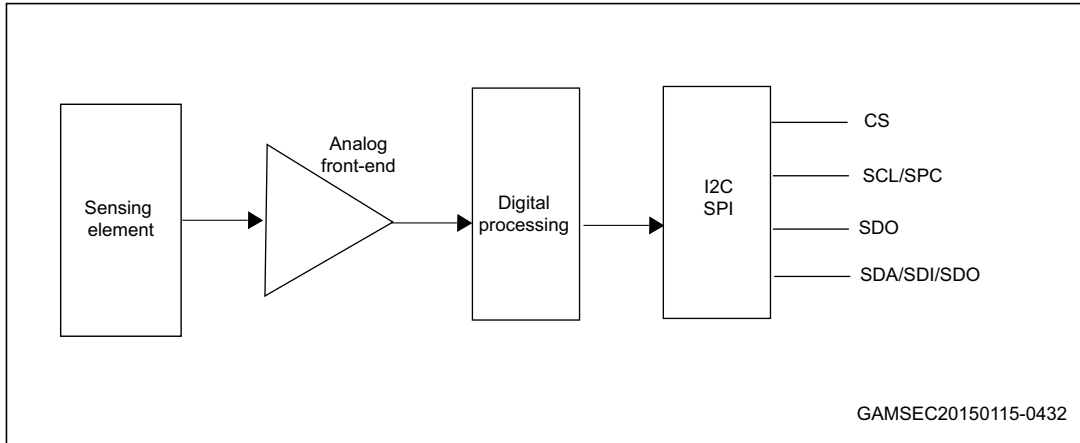 Sensing
element
Analog
front-end
Digital
processing
I2C
SPI
CS
SCL/SPC
SDO
SDA/SDI/SDO
GAMSEC20150115-0432